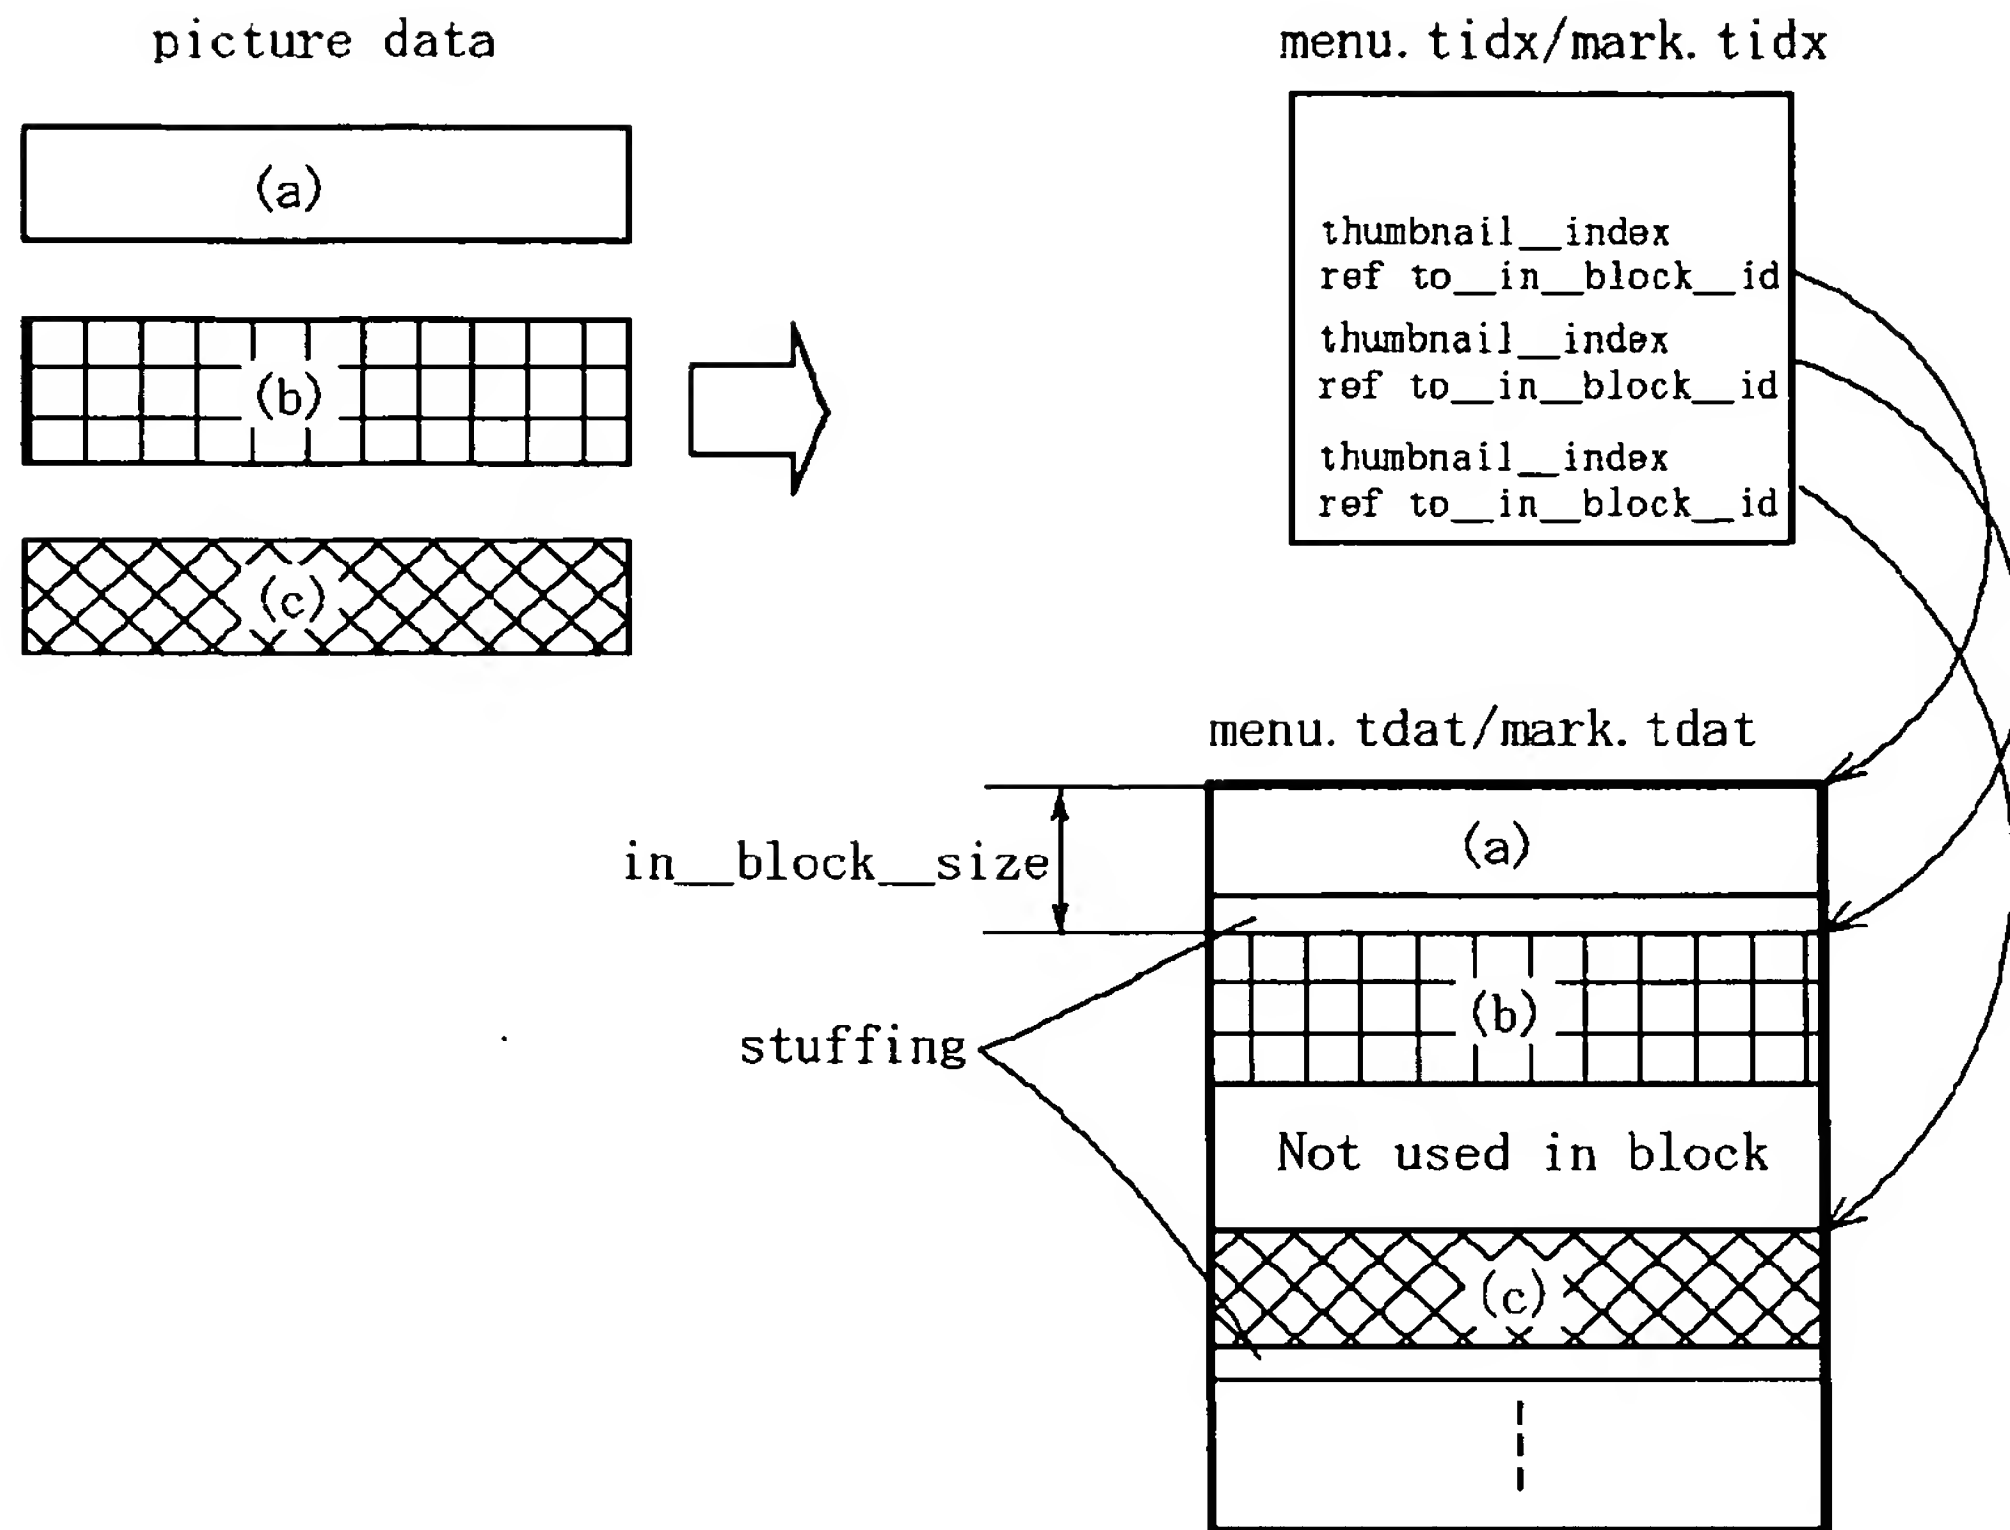 picture data
(a)
(b)
(c)
menu. tidx/mark. tidx
thumbnail__index
ref to__in__block__id
thumbnail__index
ref to__in__block__id
thumbnail__index
ref to__in__block__id
menu. tdat/mark. tdat
in__block__size
(a)
stuffing
(b)
Not used in block
(c)